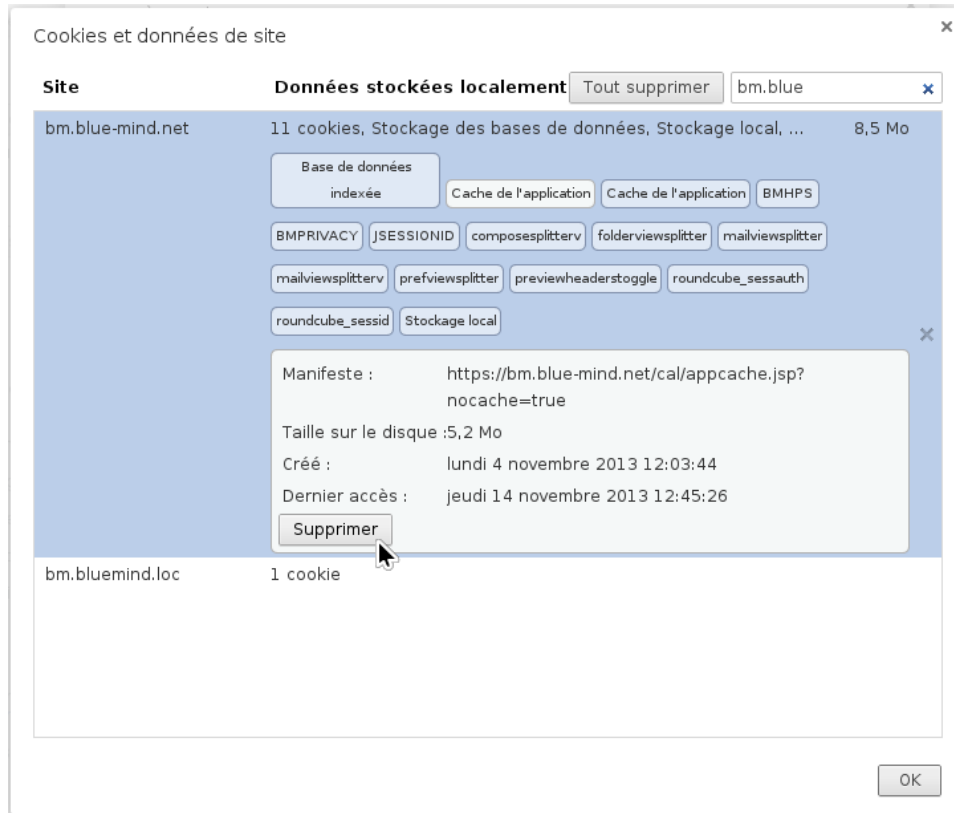 Cookies et données de site
Site Données stockées localement Tout supprimer bm.blue
bm.blue-mind.net 11 cookies, Stockage des bases de données, Stockage local, ... 8,5 Mo
Base de données
indexée Cache de l'application Cache de l'application BMHPS
BMPRIVACY JSESSIONID composesplitterv folderviewsplitter mailviewsplitter
mailviewsplitterv prefviewsplitter previewheaderstoggle roundcube_sessauth
roundcube_sessid Stockage local
Manifeste : https://bm.blue-mind.net/cal/appcache.jsp?
nocache=true
Taille sur le disque :5,2 Mo
Créé : lundi 4 novembre 2013 12:03:44
Dernier accès : jeudi 14 novembre 2013 12:45:26
Supprimer
bm.bluemind.loc 1 cookie
OK